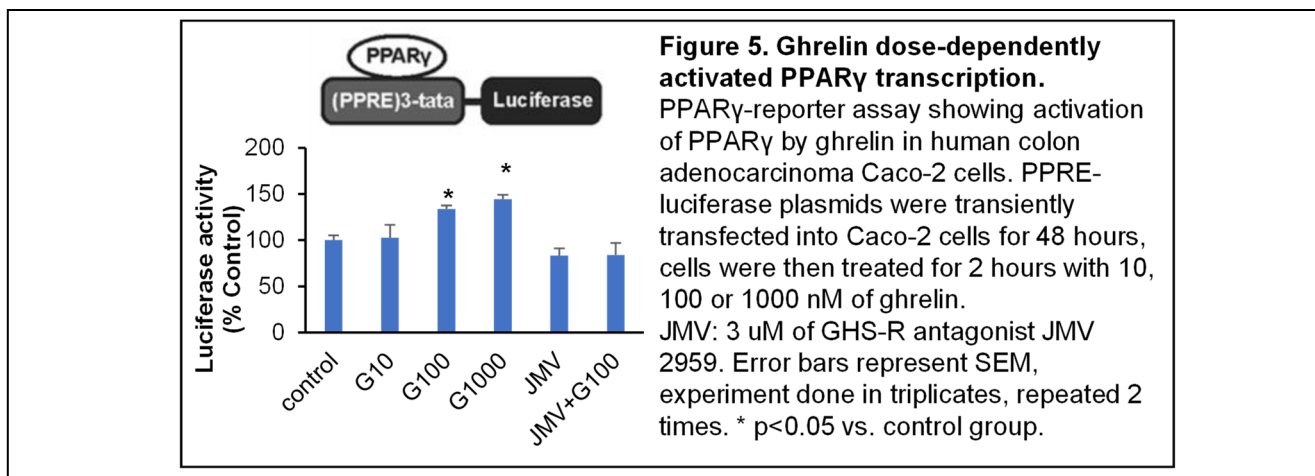 PPARγ
(PPRE)3-tata
Luciferase
Luciferase activity
(% Control)
200
150
100
50
0
*
*
control
G10
G100
G1000
JMV
JMV+G100
Figure 5. Ghrelin dose-dependently
activated PPARγ transcription.
PPARγ-reporter assay showing activation
of PPARγ by ghrelin in human colon
adenocarcinoma Caco-2 cells. PPRE-
luciferase plasmids were transiently
transfected into Caco-2 cells for 48 hours,
cells were then treated for 2 hours with 10,
100 or 1000 nM of ghrelin.
JMV: 3 uM of GHS-R antagonist JMV
2959. Error bars represent SEM,
experiment done in triplicates, repeated 2
times. * p<0.05 vs. control group.